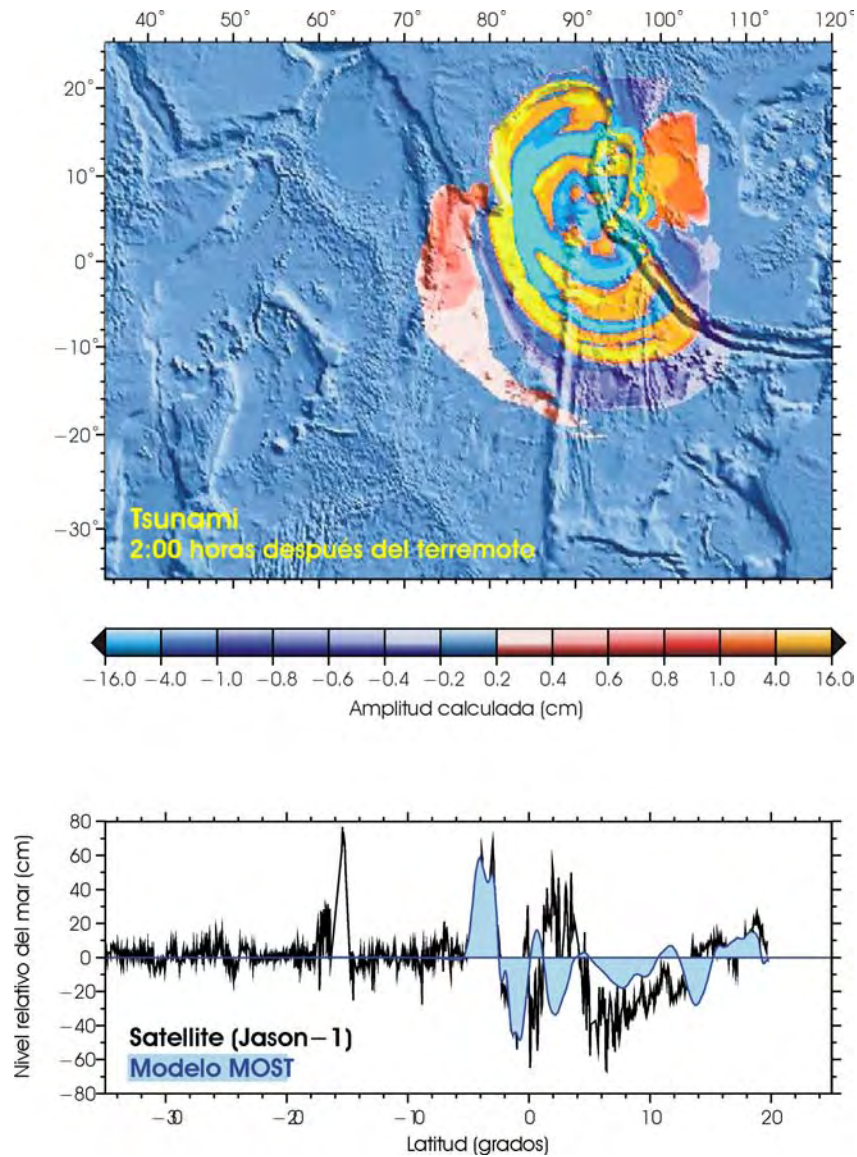 40° 50° 60° 70° 80° 90° 100° 110° 120°
20°
10°
0°
−10°
−20°
−30°
Tsunami
2:00 horas después del terremoto
−16.0 −4.0 −1.0 −0.8 −0.6 −0.4 −0.2 0.2 0.4 0.6 0.8 1.0 4.0 16.0
Amplitud calculada (cm)
Nivel relativo del mar (cm)
80
60
40
20
0
−20
−40
−60
−80
Satellite (Jason−1)
Modelo MOST
−30 −20 −10 0 10 20
Latitud (grados)